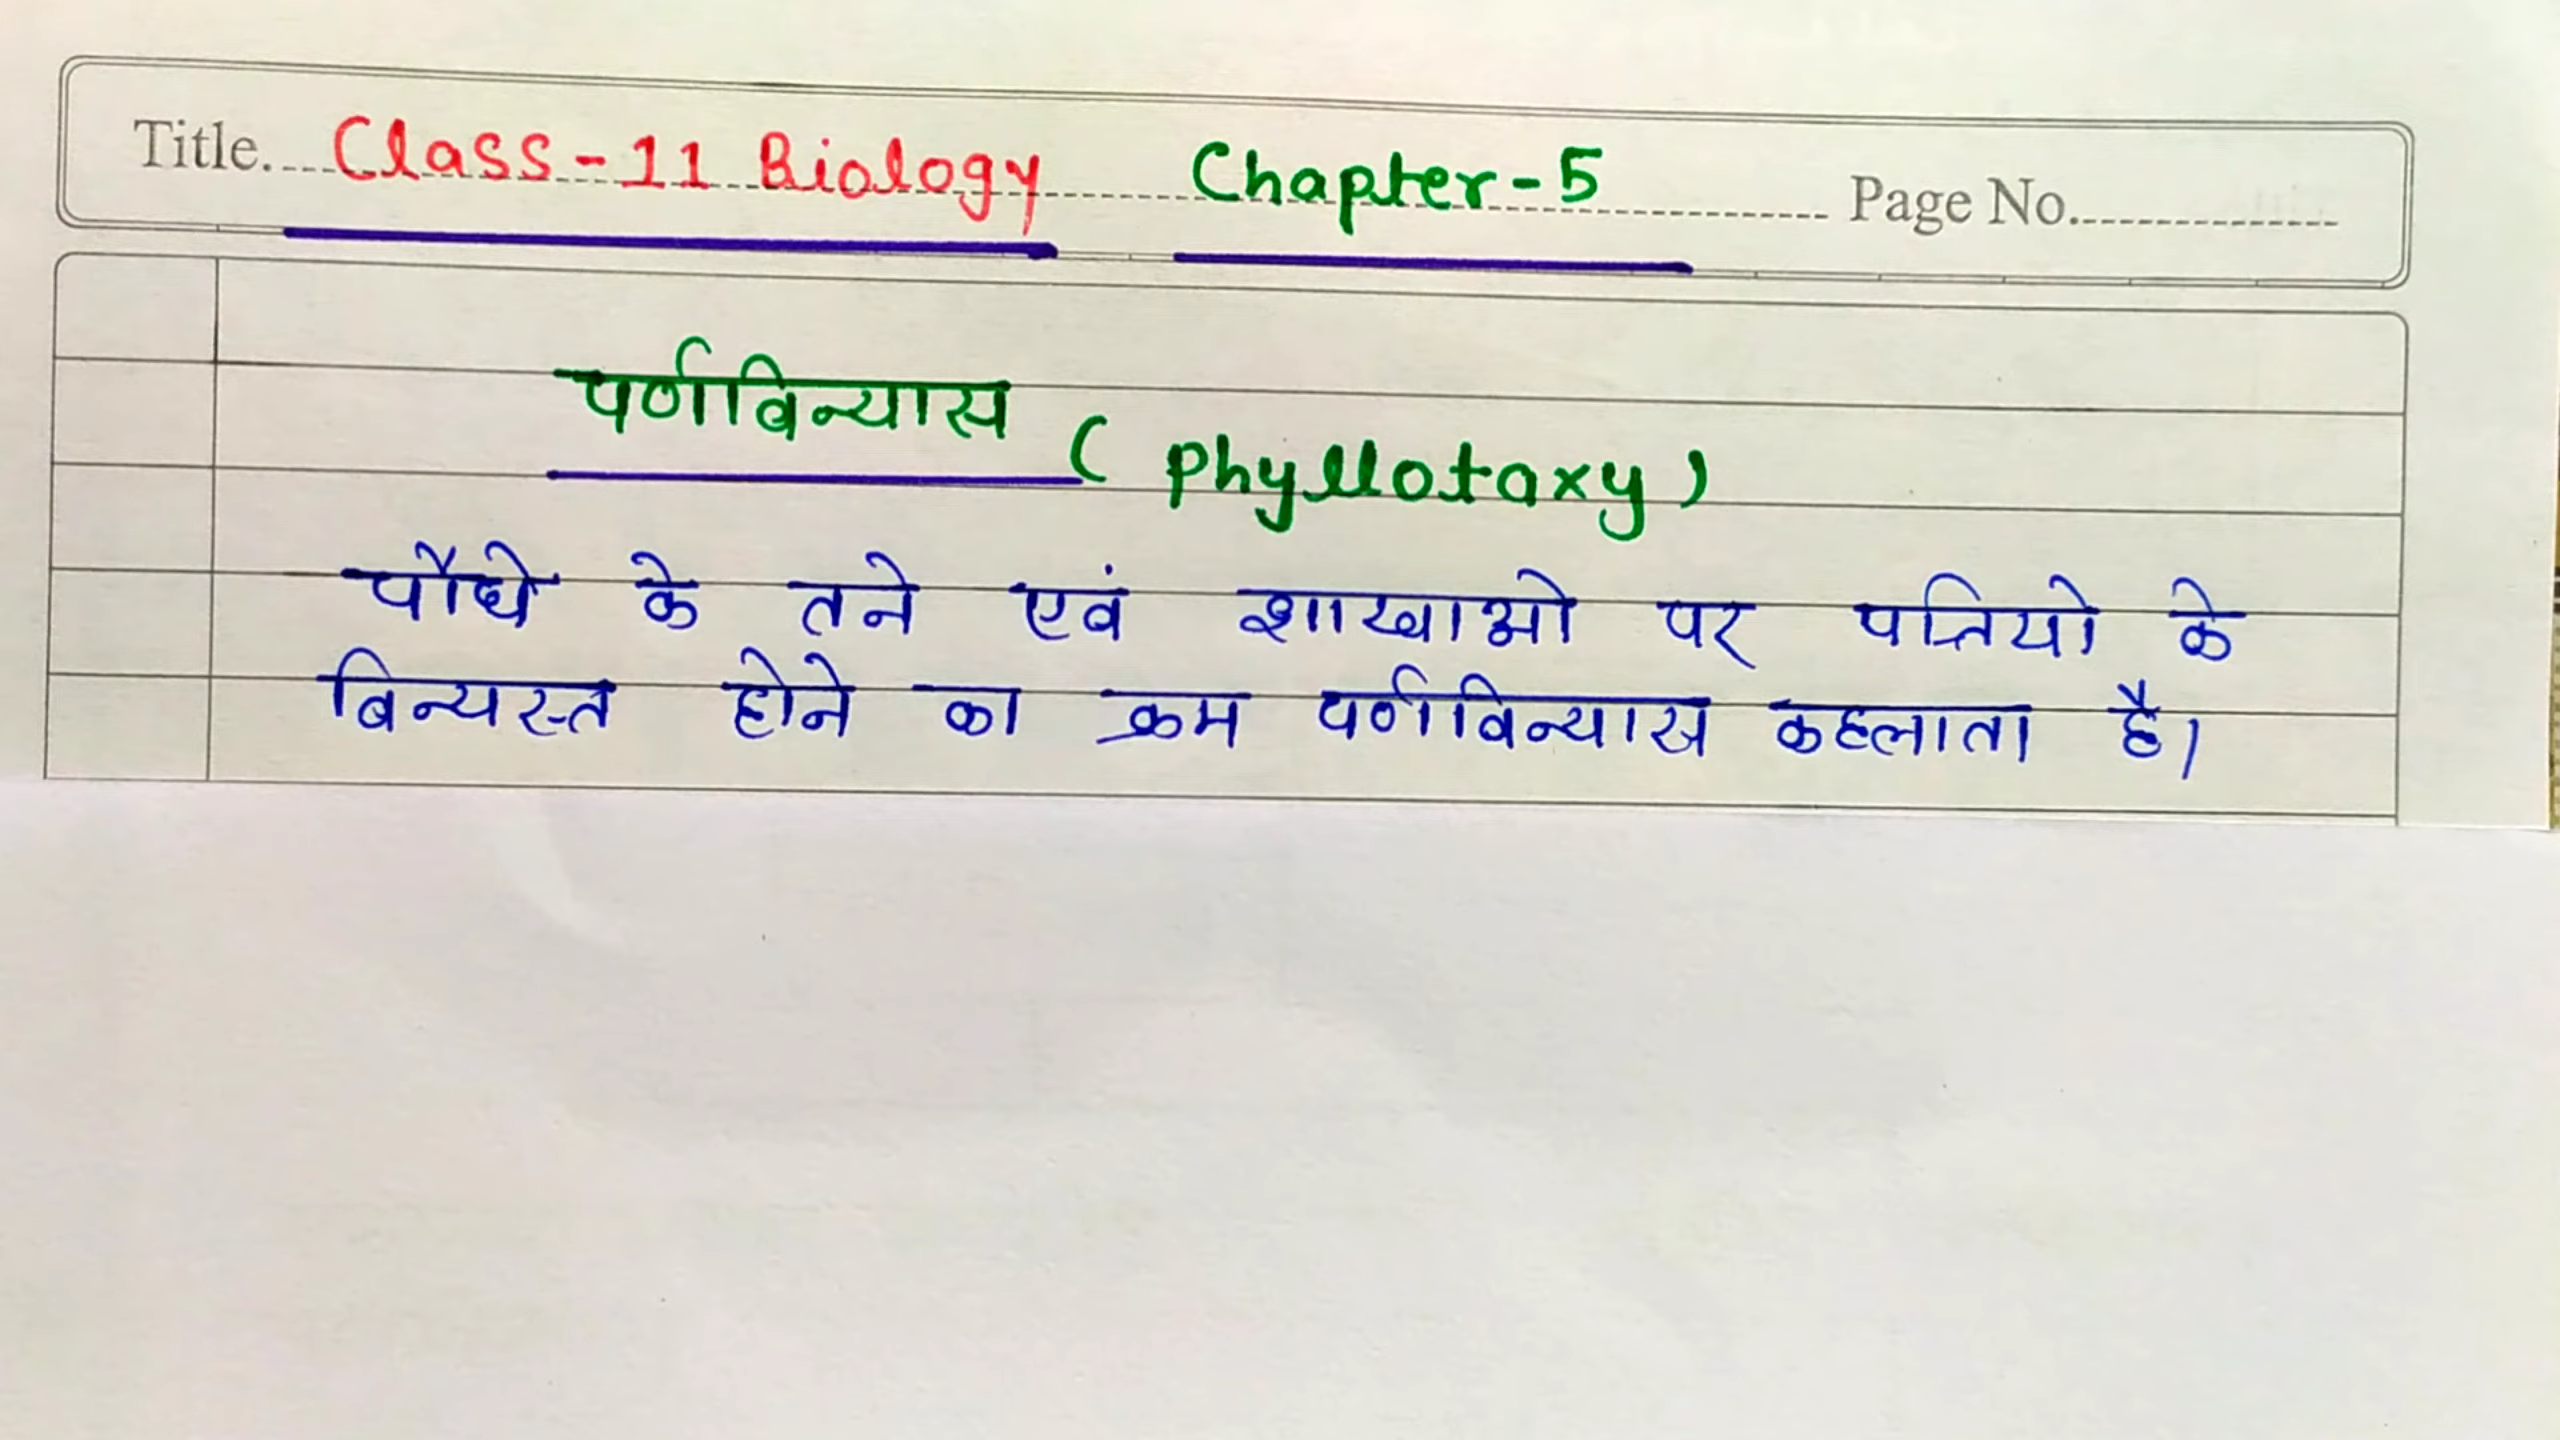 Title. Class-11 Biology Chapter-5 Page No.
पर्णविन्यास ( Phyllotaxy )
पौधे के तने एवं शाखाओ पर पत्तियो के
विन्यस्त होने का क्रम पर्णविन्यास कहलाता है।